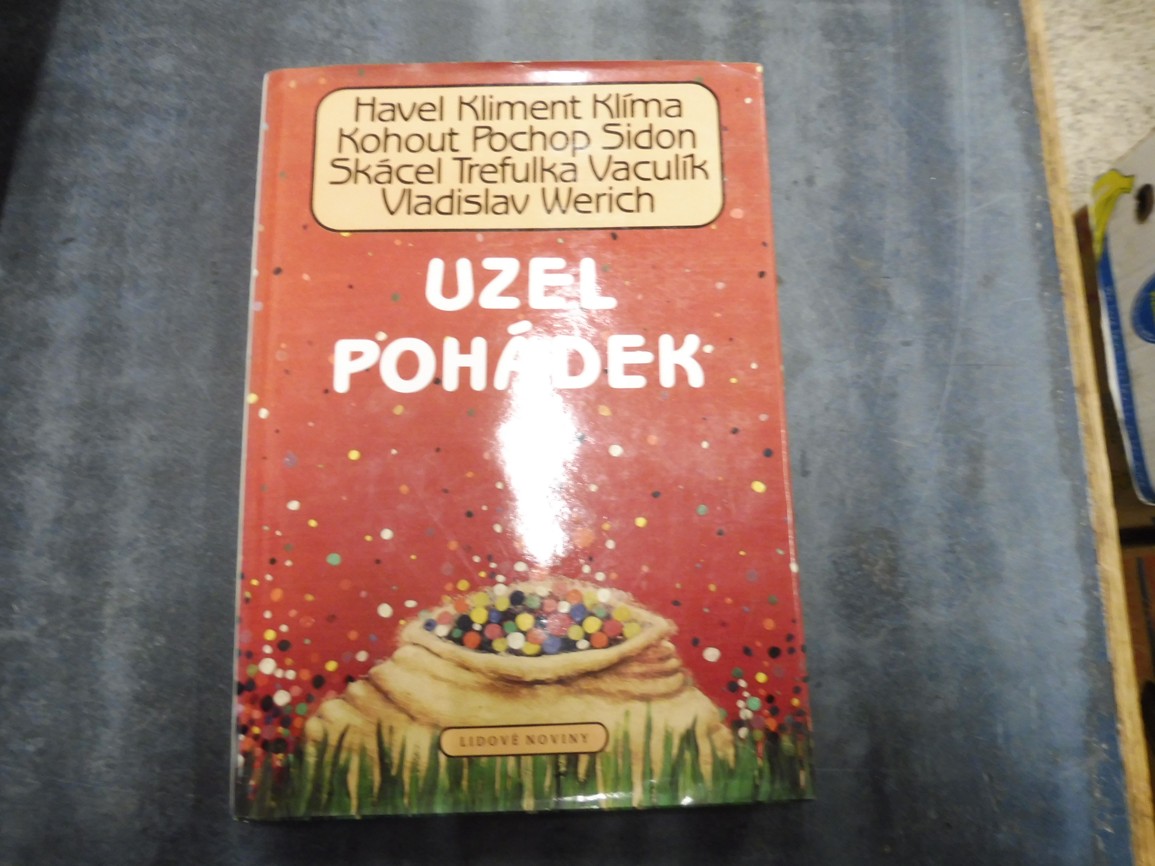 Havel Kliment Klíma
Kohout Pochop Sidon
Skácel Trefulka Vaculík
Vladislav Werich
UZEL
POHÁDEK
LIDOVÉ NOVINY